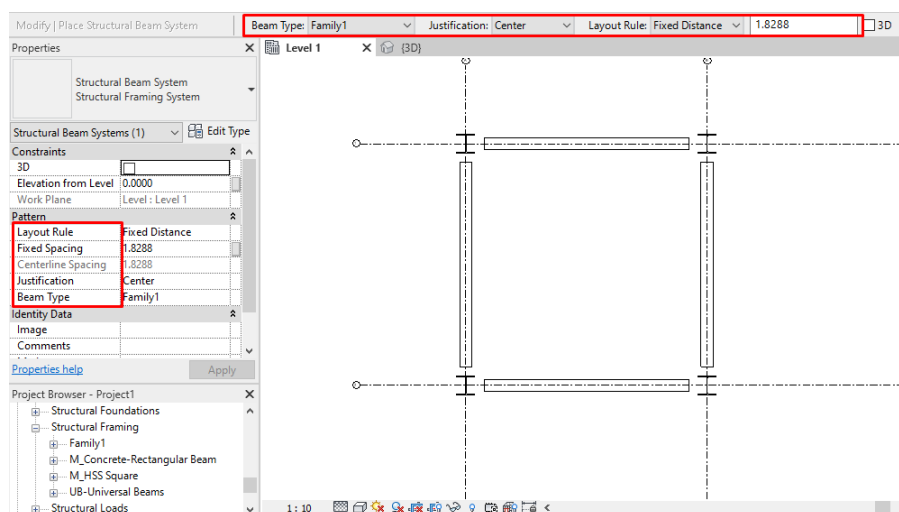 Modify | Place Structural Beam System
Beam Type: Family1 Justification: Center Layout Rule: Fixed Distance 1.8288 3D
Properties
Level 1
{3D}
Structural Beam System
Structural Framing System
Structural Beam Systems (1) Edit Type
Constraints
3D
Elevation from Level 0.0000
Work Plane Level : Level 1
Pattern
Layout Rule Fixed Distance
Fixed Spacing 1.8288
Centerline Spacing 1.8288
Justification Center
Beam Type Family1
Identity Data
Image
Comments
Properties help Apply
Project Browser - Project1
Structural Foundations
Structural Framing
Family1
M_Concrete-Rectangular Beam
M_HSS Square
UB-Universal Beams
Structural Loads
1 : 10